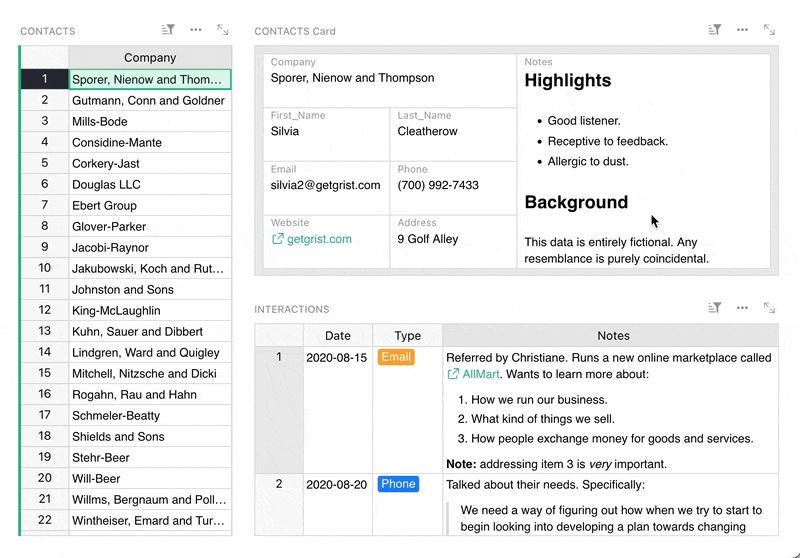 CONTACTS
Company
1 Sporer, Nienow and Thom…
2 Gutmann, Conn and Goldner
3 Mills-Bode
4 Considine-Mante
5 Corkery-Jast
6 Douglas LLC
7 Ebert Group
8 Glover-Parker
9 Jacobi-Raynor
10 Jakubowski, Koch and Rut…
11 Johnston and Sons
12 King-McLaughlin
13 Kuhn, Sauer and Dibbert
14 Lindgren, Ward and Quigley
15 Mitchell, Nitzsche and Dicki
16 Rogahn, Rau and Hahn
17 Schmeler-Beatty
18 Shields and Sons
19 Stehr-Beer
20 Will-Beer
21 Willms, Bergnaum and Poll…
22 Wintheiser, Emard and Tur…
CONTACTS Card
Company
Sporer, Nienow and Thompson
First_Name
Silvia
Last_Name
Cleatherow
Email
silvia2@getgrist.com
Phone
(700) 992-7433
Website
getgrist.com
Address
9 Golf Alley
Notes
Highlights
• Good listener.
• Receptive to feedback.
• Allergic to dust.
Background
This data is entirely fictional. Any
resemblance is purely coincidental.
INTERACTIONS
Date Type Notes
1 2020-08-15 Email Referred by Christiane. Runs a new online marketplace called
AllMart. Wants to learn more about:
1. How we run our business.
2. What kind of things we sell.
3. How people exchange money for goods and services.
Note: addressing item 3 is very important.
2 2020-08-20 Phone Talked about their needs. Specifically:
We need a way of figuring out how when we try to start to
begin looking into developing a plan towards changing